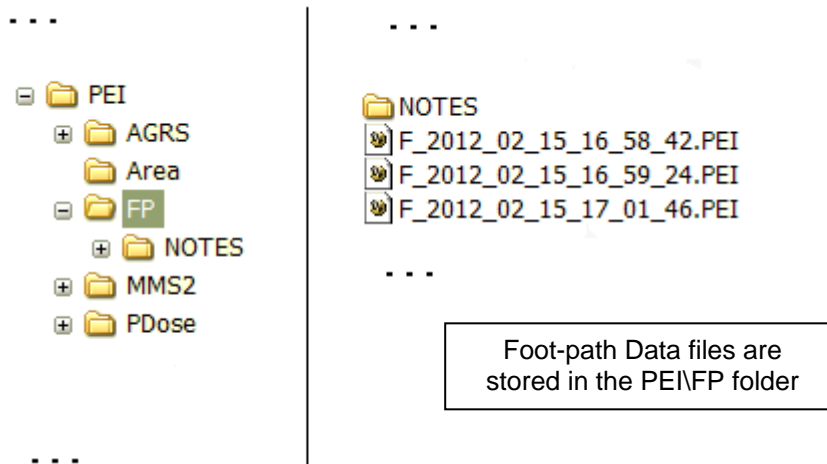 ...
...
PEI
AGRS
Area
FP
NOTES
MMS2
PDose
...
NOTES
F_2012_02_15_16_58_42.PEI
F_2012_02_15_16_59_24.PEI
F_2012_02_15_17_01_46.PEI
...
Foot-path Data files are
stored in the PEI\FP folder